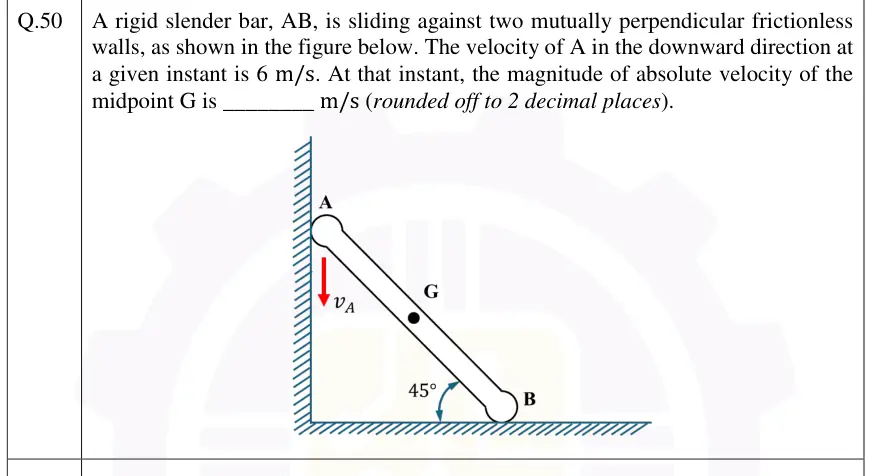 Q.50 A rigid slender bar, AB, is sliding against two mutually perpendicular frictionless
walls, as shown in the figure below. The velocity of A in the downward direction at
a given instant is 6 m/s. At that instant, the magnitude of absolute velocity of the
midpoint G is ________ m/s (rounded off to 2 decimal places).
A
G
v_A
45°
B